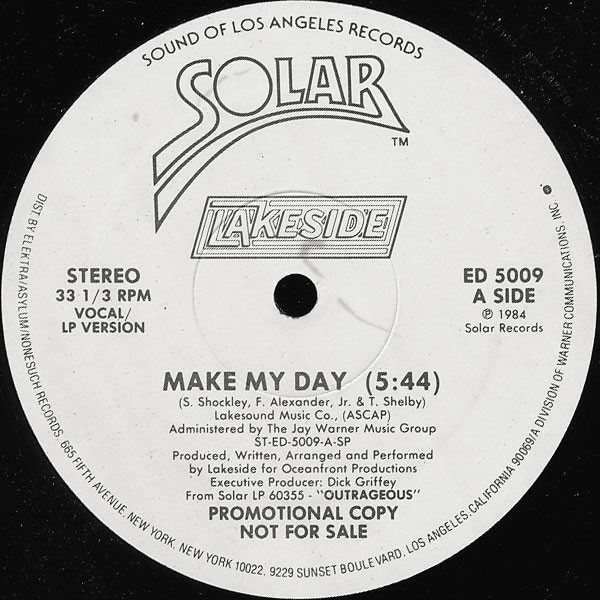 SOUND OF LOS ANGELES RECORDS
SOLAR
TM
LAKESIDE
STEREO
33 1/3 RPM
VOCAL/
LP VERSION
ED 5009
A SIDE
℗ 1984
Solar Records
MAKE MY DAY (5:44)
(S. Shockley, F. Alexander, Jr. & T. Shelby)
Lakesound Music Co., (ASCAP)
Administered by The Jay Warner Music Group
ST-ED-5009-A-SP
Produced, Written, Arranged and Performed
by Lakeside for Oceanfront Productions
Executive Producer: Dick Griffey
From Solar LP 60355 - "OUTRAGEOUS"
PROMOTIONAL COPY
NOT FOR SALE
DIST. BY ELEKTRA/ASYLUM/NONESUCH RECORDS, 665 FIFTH AVENUE, NEW YORK, NEW YORK 10022, 9229 SUNSET BOULEVARD, LOS ANGELES, CALIFORNIA 90069/A DIVISION OF WARNER COMMUNICATIONS, INC.